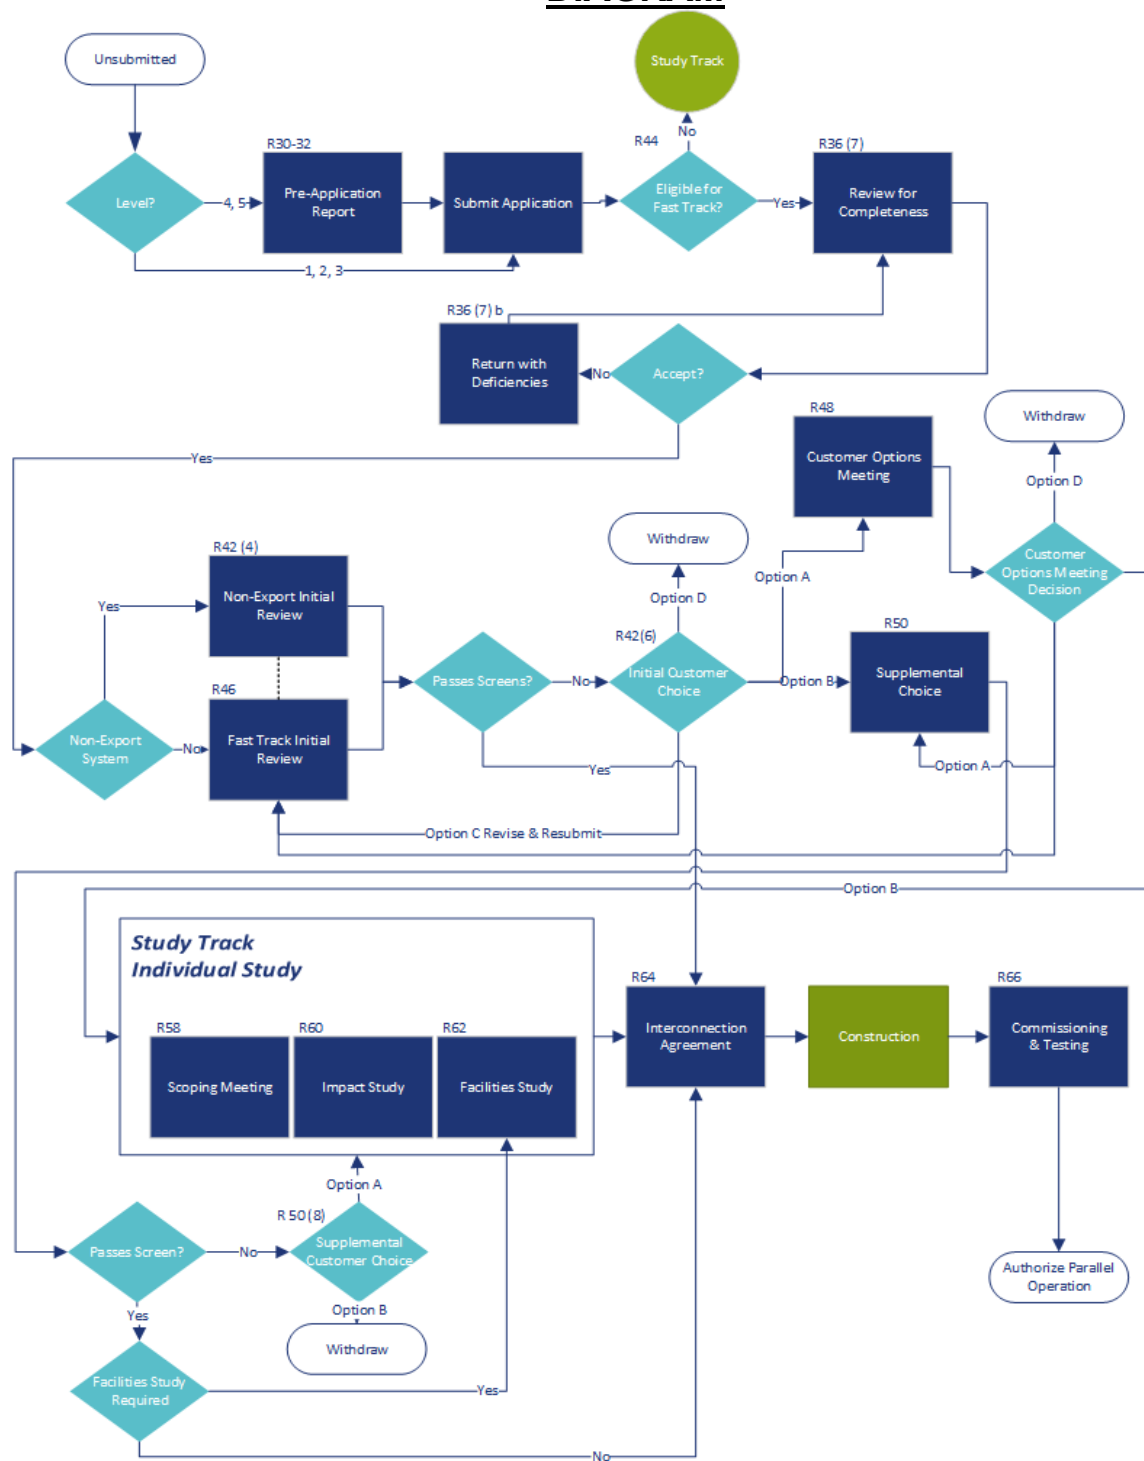 Unsubmitted
Study Track
No
R44
R30-32
R36 (7)
Level?
4, 5
Pre-Application
Report
Submit Application
Eligible for
Fast Track?
Yes
Review for
Completeness
1, 2, 3
R36 (7) b
Return with
Deficiencies
No
Accept?
R48
Withdraw
Customer Options
Meeting
Yes
Option D
Withdraw
R42 (4)
Customer
Options Meeting
Decision
Option A
Non-Export Initial
Review
Yes
Option D
R42(6)
R50
R46
Passes Screens?
No
Initial Customer
Choice
Option B
Supplemental
Choice
Non-Export
System
No
Fast Track Initial
Review
Yes
Option A
Option C Revise & Resubmit
Option B
Study Track
Individual Study
R64
R66
R58
R60
R62
Interconnection
Agreement
Construction
Commissioning
& Testing
Scoping Meeting
Impact Study
Facilities Study
Option A
R 50 (8)
Passes Screen?
No
Supplemental
Customer Choice
Authorize Parallel
Operation
Yes
Option B
Withdraw
Facilities Study
Required
Yes
No